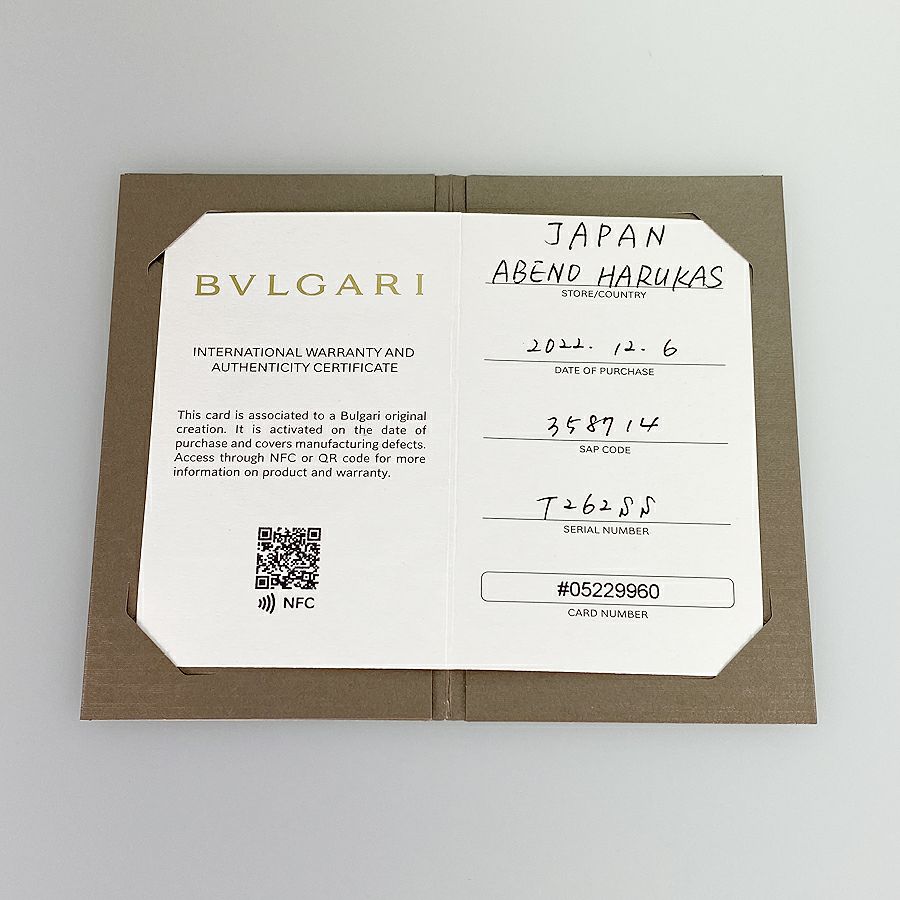 BVLGARI
INTERNATIONAL WARRANTY AND
AUTHENTICITY CERTIFICATE
This card is associated to a Bulgari original
creation. It is activated on the date of
purchase and covers manufacturing defects.
Access through NFC or QR code for more
information on product and warranty.
NFC
JAPAN
ABENO HARUKAS
STORE/COUNTRY
2022.12.6
DATE OF PURCHASE
358714
SAP CODE
T262SS
SERIAL NUMBER
#05229960
CARD NUMBER